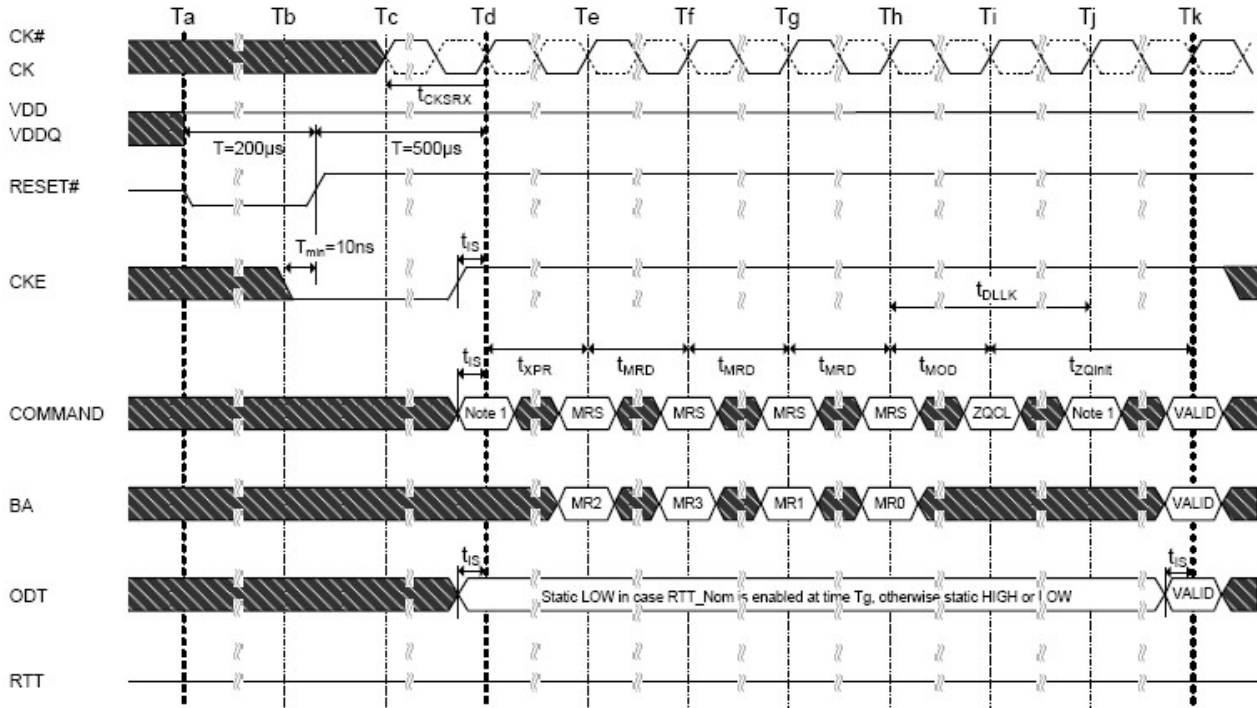 Ta Tb Tc Td Te Tf Tg Th Ti Tj Tk
CK#
CK
tCKSRX
VDD
VDDQ
T=200µs T=500µs
RESET#
Tmin=10ns tIS
CKE
tDLLK
tIS tXPR tMRD tMRD tMRD tMOD tZQinit
COMMAND Note 1 MRS MRS MRS MRS ZQCL Note 1 VALID
BA MR2 MR3 MR1 MR0 VALID
tIS tIS
ODT Static LOW in case RTT_Nom is enabled at time Tg, otherwise static HIGH or LOW VALID
RTT